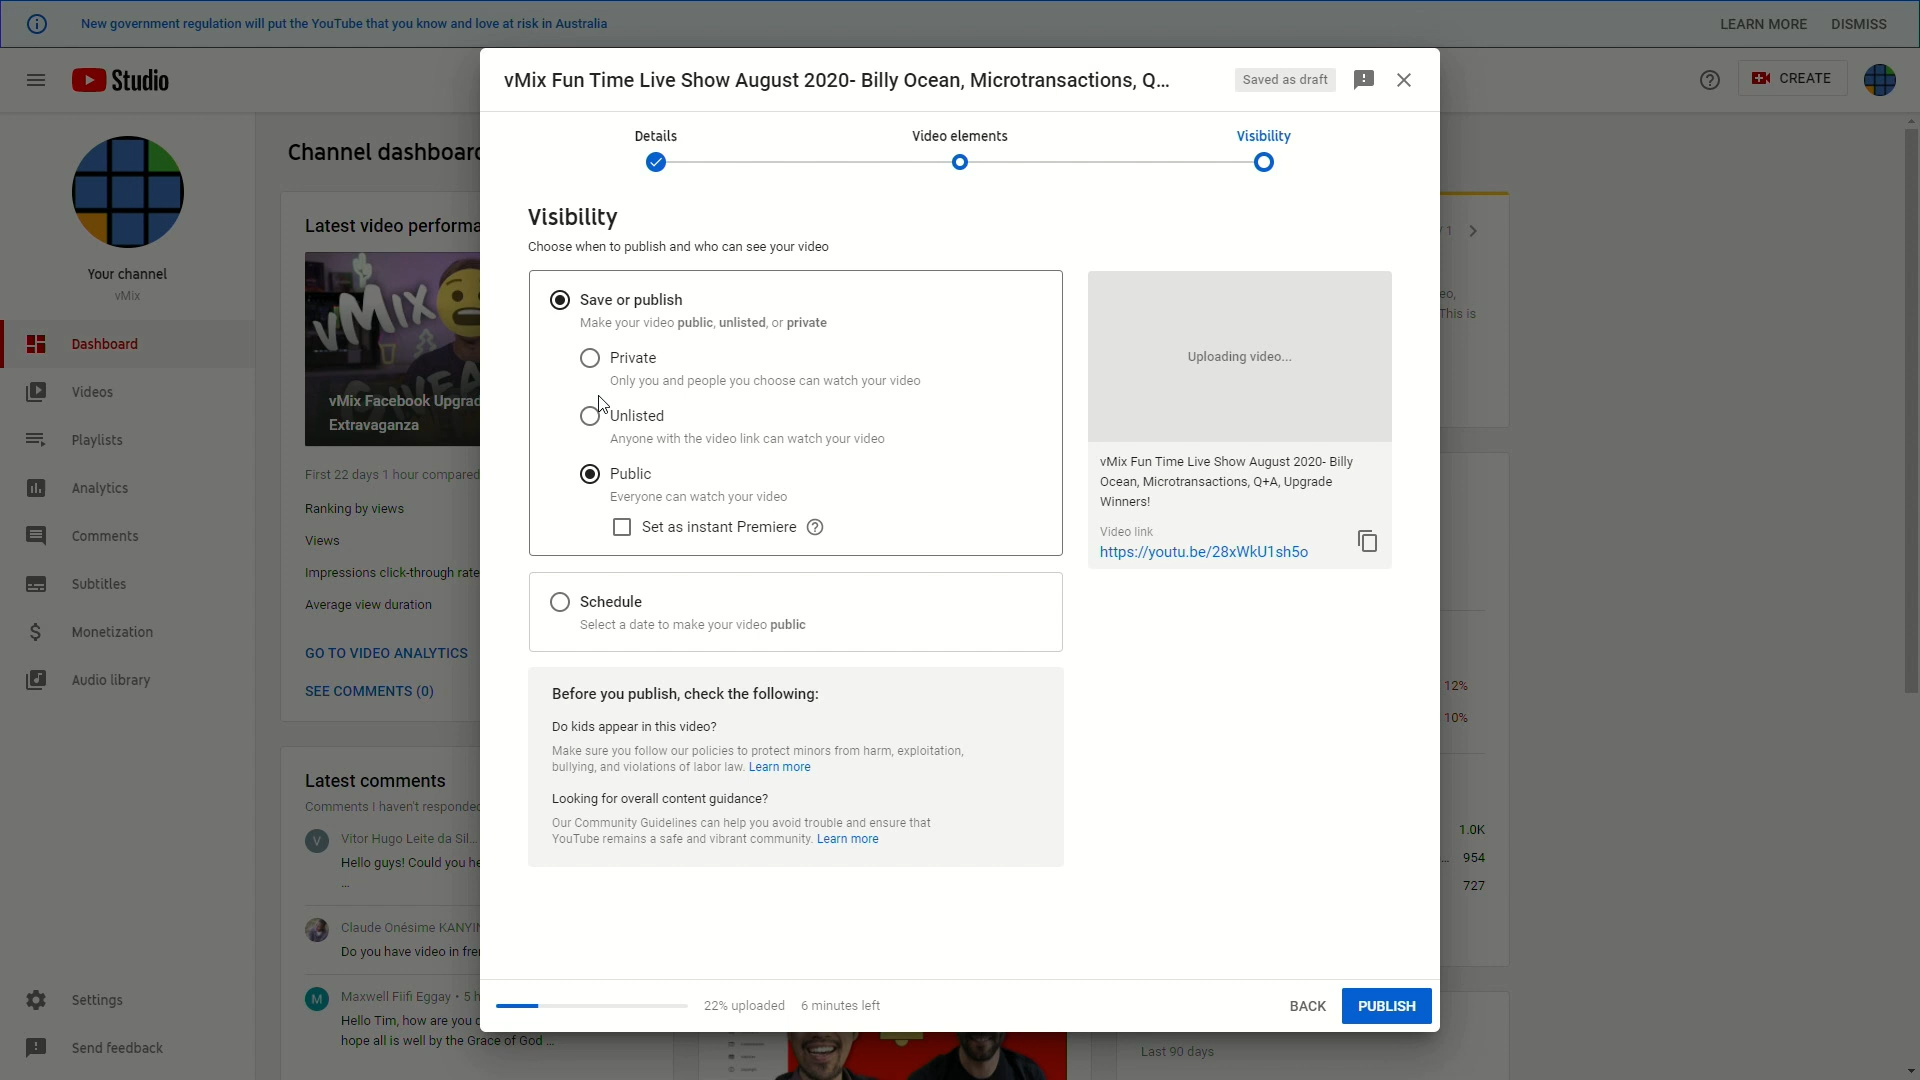 New government regulation will put the YouTube that you know and love at risk in Australia
LEARN MORE
DISMISS
Studio
CREATE
Your channel
vMix
Dashboard
Videos
Playlists
Analytics
Comments
Subtitles
Monetization
Audio library
Settings
Send feedback
Channel dashboard
Latest video performa
vMix
vMix Facebook Upgrad
Extravaganza
First 22 days 1 hour compared
Ranking by views
Views
Impressions click-through rate
Average view duration
GO TO VIDEO ANALYTICS
SEE COMMENTS (0)
Latest comments
Comments I haven't responded
V
Vitor Hugo Leite da Sil...
Hello guys! Could you he
...
Claude Onésime KANYIN
Do you have video in fren
M
Maxwell Fiifi Eggay • 5 h
Hello Tim, how are you d
hope all is well by the Grace of God ...
vMix Fun Time Live Show August 2020- Billy Ocean, Microtransactions, Q...
Saved as draft
Details
Video elements
Visibility
Visibility
Choose when to publish and who can see your video
Save or publish
Make your video public, unlisted, or private
Private
Only you and people you choose can watch your video
Unlisted
Anyone with the video link can watch your video
Public
Everyone can watch your video
Set as instant Premiere
Schedule
Select a date to make your video public
Before you publish, check the following:
Do kids appear in this video?
Make sure you follow our policies to protect minors from harm, exploitation,
bullying, and violations of labor law. Learn more
Looking for overall content guidance?
Our Community Guidelines can help you avoid trouble and ensure that
YouTube remains a safe and vibrant community. Learn more
Uploading video...
vMix Fun Time Live Show August 2020- Billy
Ocean, Microtransactions, Q+A, Upgrade
Winners!
Video link
https://youtu.be/28xWkU1sh5o
22% uploaded
6 minutes left
BACK
PUBLISH
/ 1
eo,
This is
12%
10%
1.0K
... 954
727
Last 90 days